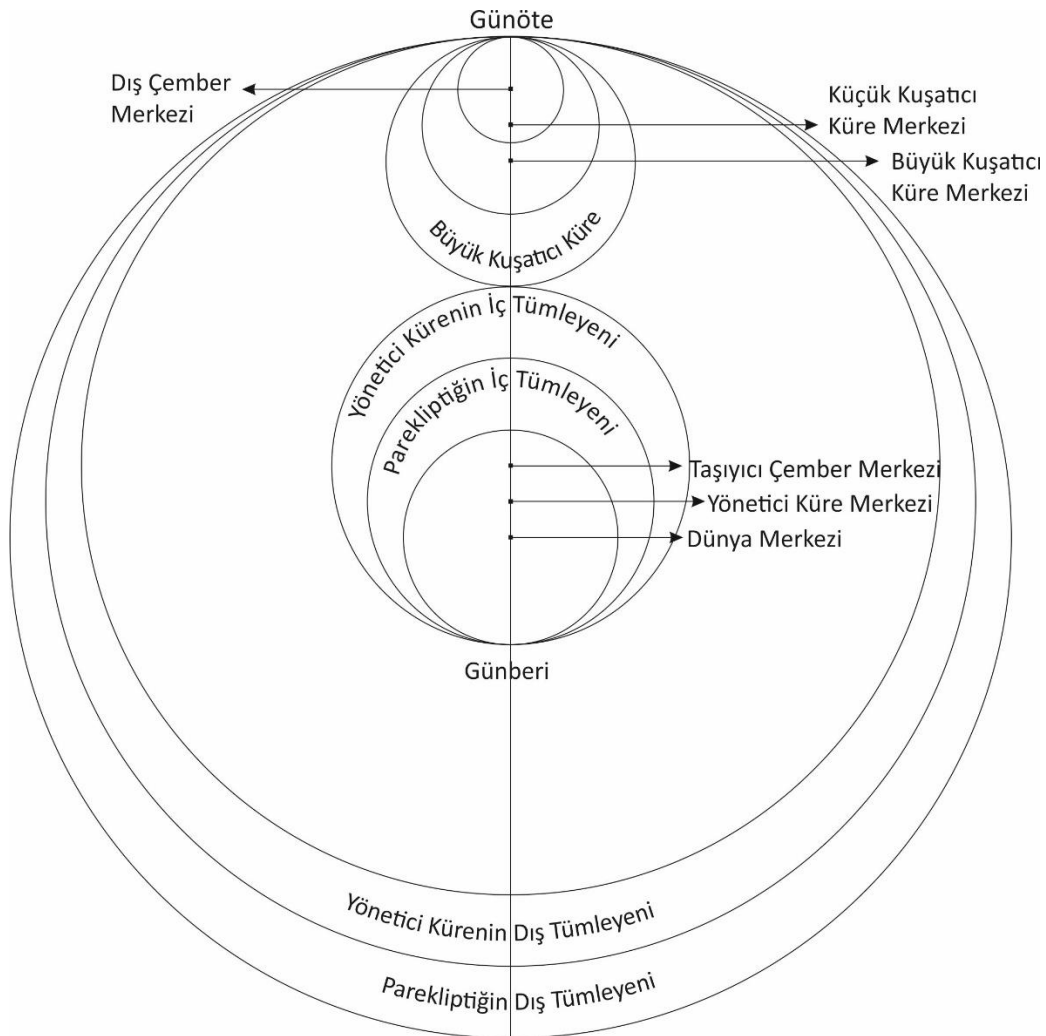 Günöte
Dış Çember
Merkezi
Küçük Kuşatıcı
Küre Merkezi
Büyük Kuşatıcı
Küre Merkezi
Büyük Kuşatıcı Küre
Yönetici Kürenin İç Tümleyeni
Parekliptiğin İç Tümleyeni
Taşıyıcı Çember Merkezi
Yönetici Küre Merkezi
Dünya Merkezi
Günberi
Yönetici Kürenin Dış Tümleyeni
Parekliptiğin Dış Tümleyeni